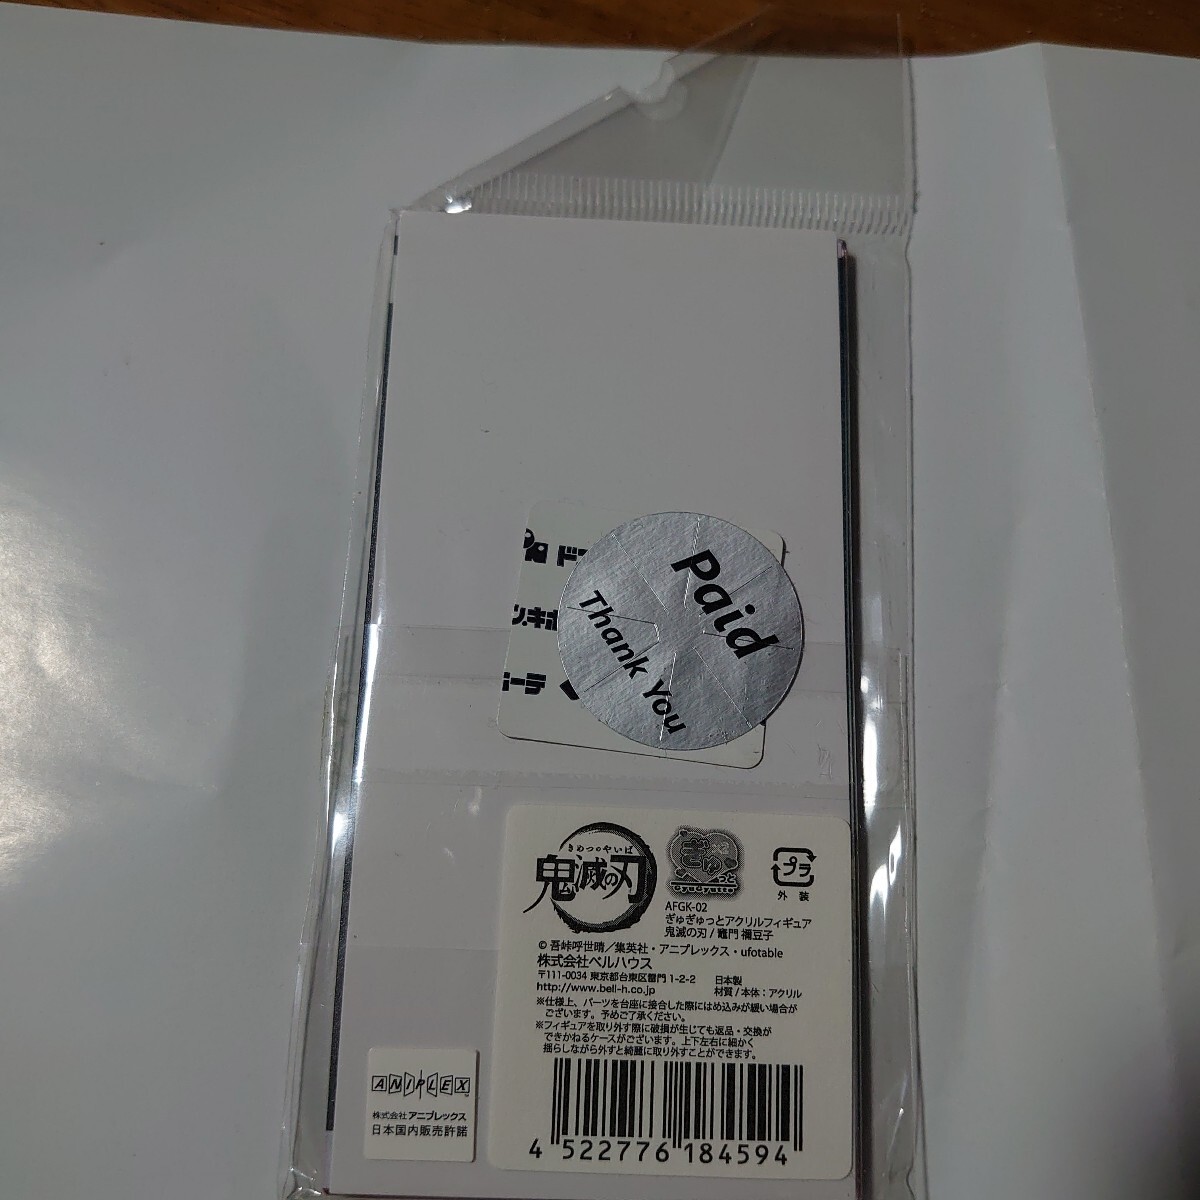 ドン
ン.キホ
ーテ
Paid
Thank You
きめつのやいば
鬼滅の刃
ぎゅぎゅっと
GyuGyutto
プラ
外装
AFGK-02
ぎゅぎゅっとアクリルフィギュア
鬼滅の刃 / 竈門 禰豆子
© 吾峠呼世晴／集英社・アニプレックス・ufotable
株式会社ベルハウス
〒111-0034 東京都台東区雷門 1-2-2 日本製
http://www.bell-h.co.jp 材質 / 本体：アクリル
※仕様上、パーツを台座に接合した際にはめ込みが緩い場合が
ございます。予めご了承ください。
※フィギュアを取り外す際に破損が生じても返品・交換が
できかねるケースがございます。上下左右に細かく
揺らしながら外すと綺麗に取り外すことができます。
4 522776 184594
ANIPLEX
株式会社 アニプレックス
日本国内販売許諾